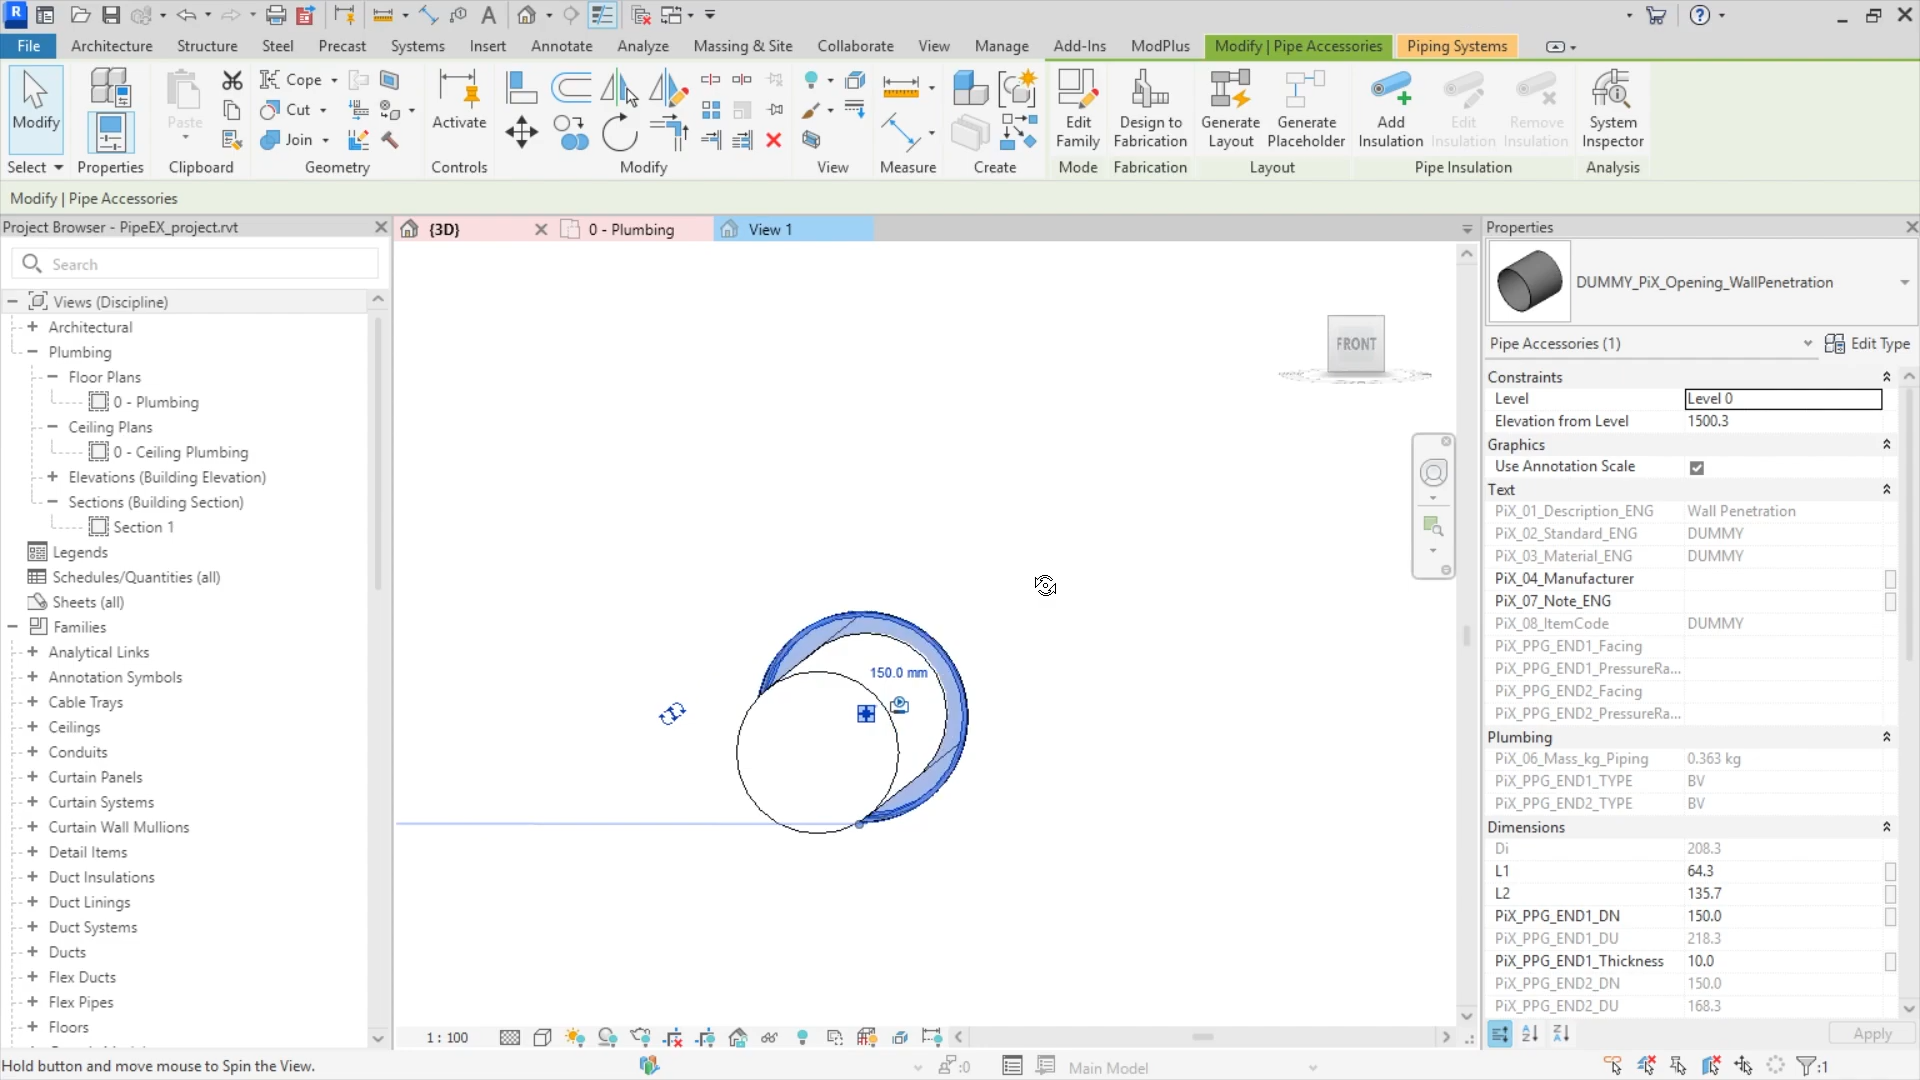 File
Architecture
Structure
Steel
Precast
Systems
Insert
Annotate
Analyze
Massing & Site
Collaborate
View
Manage
Add-Ins
ModPlus
Modify | Pipe Accessories
Piping Systems
Modify
Select
Properties
Paste
Clipboard
Cope
Cut
Join
Geometry
Activate
Controls
Modify
View
Measure
Create
Edit Family
Mode
Design to Fabrication
Fabrication
Generate Layout
Generate Placeholder
Layout
Add Insulation
Edit Insulation
Remove Insulation
Pipe Insulation
System Inspector
Analysis
Modify | Pipe Accessories
Project Browser - PipeEX_project.rvt
Search
Views (Discipline)
Architectural
Plumbing
Floor Plans
0 - Plumbing
Ceiling Plans
0 - Ceiling Plumbing
Elevations (Building Elevation)
Sections (Building Section)
Section 1
Legends
Schedules/Quantities (all)
Sheets (all)
Families
Analytical Links
Annotation Symbols
Cable Trays
Ceilings
Conduits
Curtain Panels
Curtain Systems
Curtain Wall Mullions
Detail Items
Duct Insulations
Duct Linings
Duct Systems
Ducts
Flex Ducts
Flex Pipes
Floors
{3D}
0 - Plumbing
View 1
FRONT
150.0 mm
1 : 100
Properties
DUMMY_PiX_Opening_WallPenetration
Pipe Accessories (1)
Edit Type
Constraints
Level Level 0
Elevation from Level 1500.3
Graphics
Use Annotation Scale
Text
PiX_01_Description_ENG Wall Penetration
PiX_02_Standard_ENG DUMMY
PiX_03_Material_ENG DUMMY
PiX_04_Manufacturer
PiX_07_Note_ENG
PiX_08_ItemCode DUMMY
PiX_PPG_END1_Facing
PiX_PPG_END1_PressureRa...
PiX_PPG_END2_Facing
PiX_PPG_END2_PressureRa...
Plumbing
PiX_06_Mass_kg_Piping 0.363 kg
PiX_PPG_END1_TYPE BV
PiX_PPG_END2_TYPE BV
Dimensions
Di 208.3
L1 64.3
L2 135.7
PiX_PPG_END1_DN 150.0
PiX_PPG_END1_DU 218.3
PiX_PPG_END1_Thickness 10.0
PiX_PPG_END2_DN 150.0
PiX_PPG_END2_DU 168.3
Apply
Hold button and move mouse to Spin the View.
:0
Main Model
:1